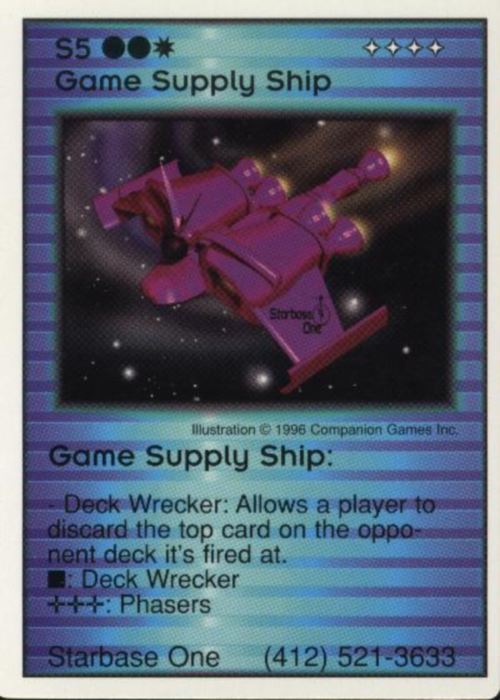 S5 ●●✷ ✧✧✧✧
Game Supply Ship
Starbase
One
Illustration © 1996 Companion Games Inc.
Game Supply Ship:
- Deck Wrecker: Allows a player to
discard the top card on the oppo-
nent deck it's fired at.
■: Deck Wrecker
✢✢✢: Phasers
Starbase One (412) 521-3633